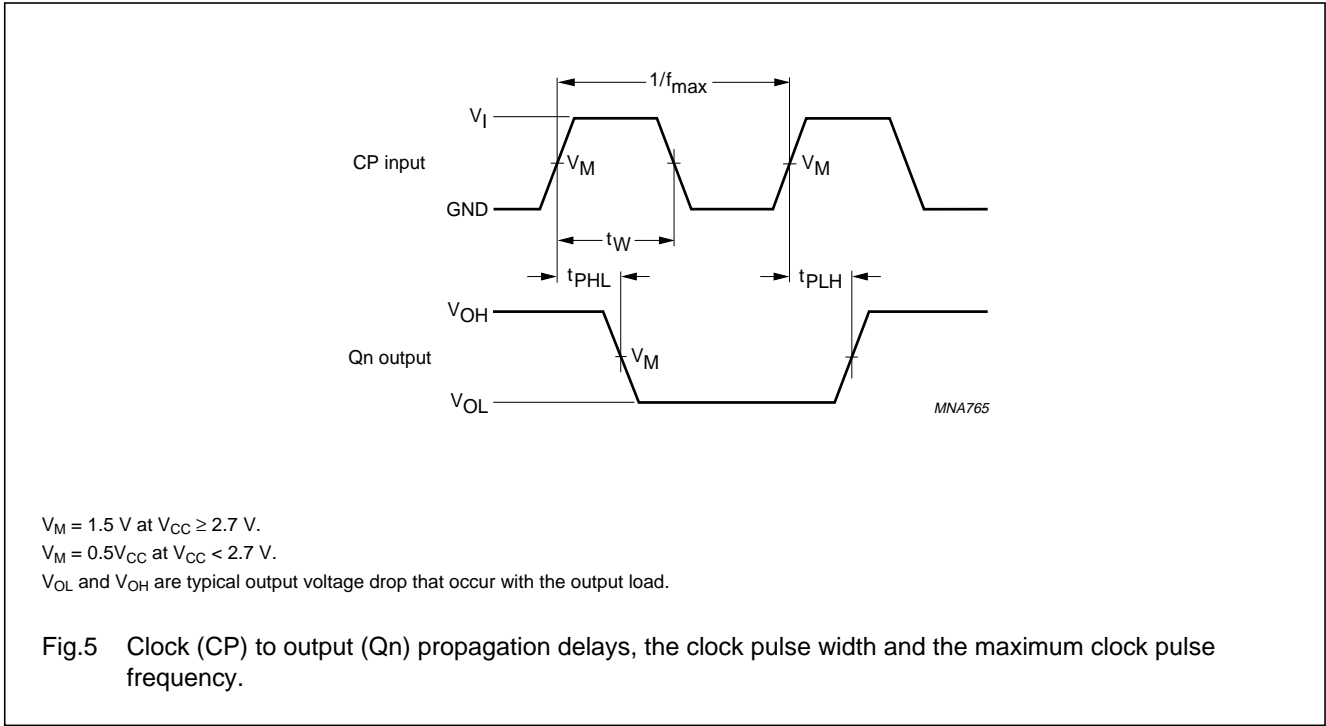 1/fmax
VI
CP input
VM
VM
GND
tW
tPHL
tPLH
VOH
Qn output
VM
VOL
MNA765
VM = 1.5 V at VCC ≥ 2.7 V.
VM = 0.5VCC at VCC < 2.7 V.
VOL and VOH are typical output voltage drop that occur with the output load.
Fig.5 Clock (CP) to output (Qn) propagation delays, the clock pulse width and the maximum clock pulse
frequency.